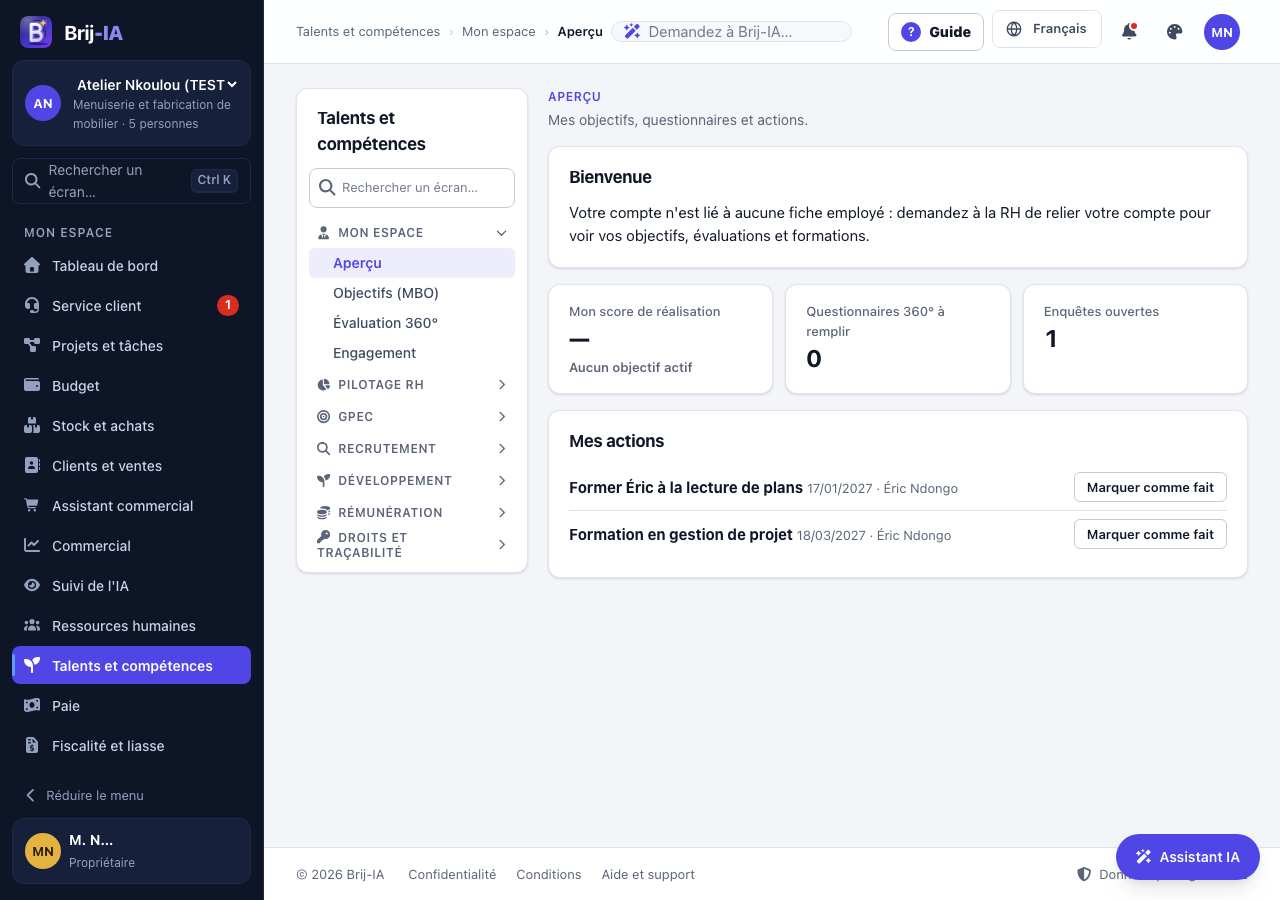 Brij-IA
AN
Atelier Nkoulou (TEST
Menuiserie et fabrication de
mobilier · 5 personnes
Rechercher un
écran...
Ctrl K
MON ESPACE
Tableau de bord
Service client
1
Projets et tâches
Budget
Stock et achats
Clients et ventes
Assistant commercial
Commercial
Suivi de l'IA
Ressources humaines
Talents et compétences
Paie
Fiscalité et liasse
Réduire le menu
MN
M. N...
Propriétaire
Talents et compétences › Mon espace › Aperçu
Demandez à Brij-IA...
? Guide
Français
MN
Talents et
compétences
Rechercher un écran...
MON ESPACE
Aperçu
Objectifs (MBO)
Évaluation 360°
Engagement
PILOTAGE RH
GPEC
RECRUTEMENT
DÉVELOPPEMENT
RÉMUNÉRATION
DROITS ET
TRAÇABILITÉ
APERÇU
Mes objectifs, questionnaires et actions.
Bienvenue
Votre compte n'est lié à aucune fiche employé : demandez à la RH de relier votre compte pour
voir vos objectifs, évaluations et formations.
Mon score de réalisation
—
Aucun objectif actif
Questionnaires 360° à
remplir
0
Enquêtes ouvertes
1
Mes actions
Former Éric à la lecture de plans 17/01/2027 · Éric Ndongo
Marquer comme fait
Formation en gestion de projet 18/03/2027 · Éric Ndongo
Marquer comme fait
© 2026 Brij-IA
Confidentialité
Conditions
Aide et support
Assistant IA